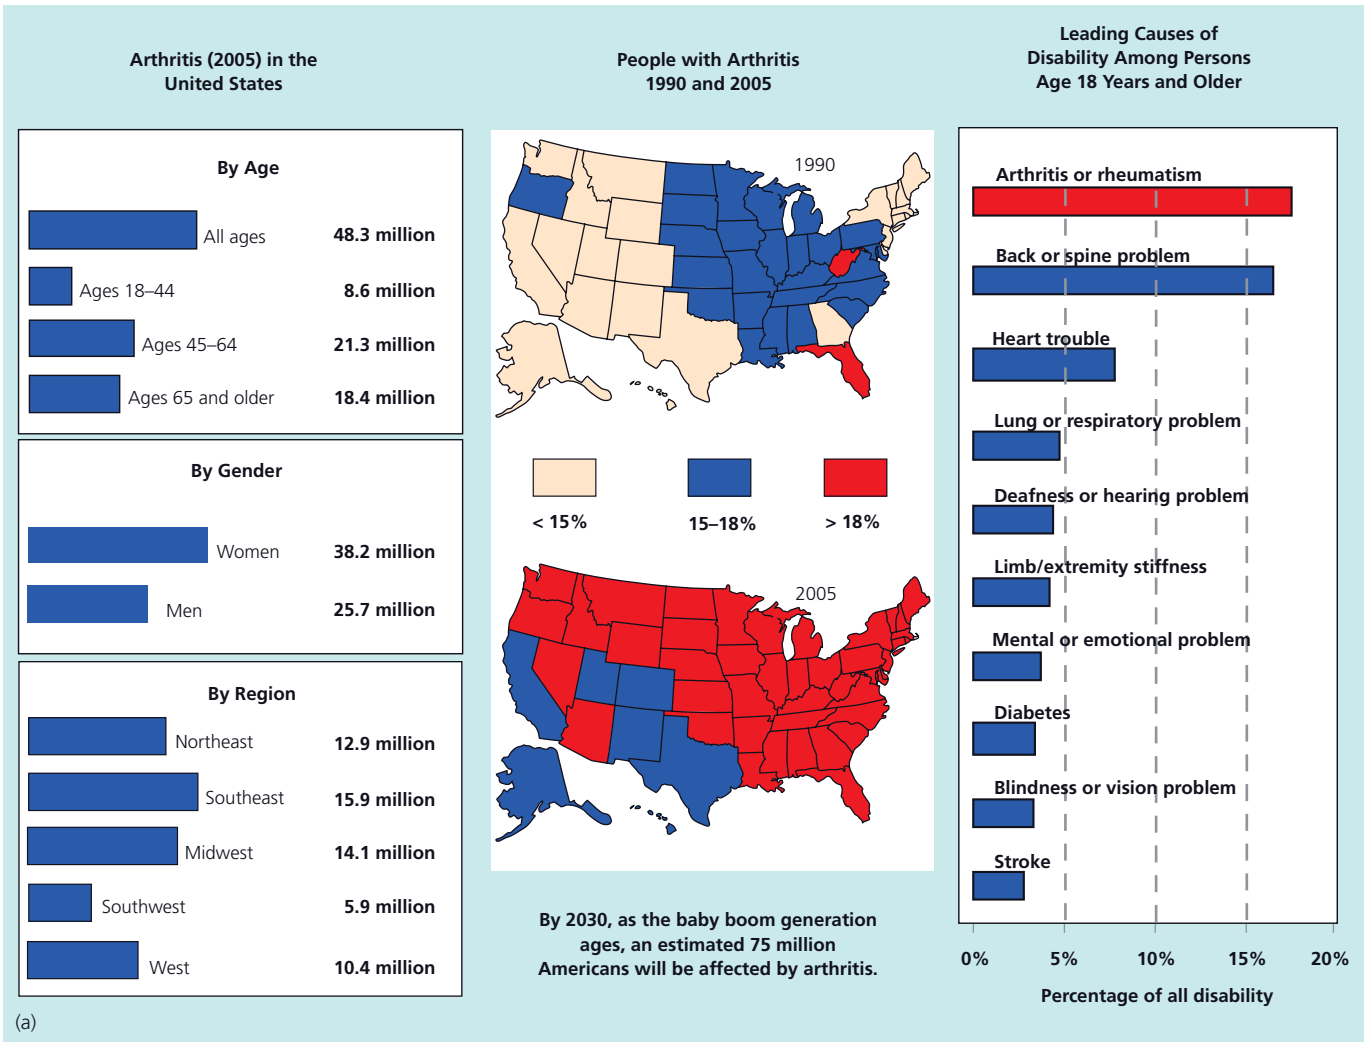 Arthritis (2005) in the
United States
By Age
All ages 48.3 million
Ages 18–44 8.6 million
Ages 45–64 21.3 million
Ages 65 and older 18.4 million
By Gender
Women 38.2 million
Men 25.7 million
By Region
Northeast 12.9 million
Southeast 15.9 million
Midwest 14.1 million
Southwest 5.9 million
West 10.4 million
(a)
People with Arthritis
1990 and 2005
1990
< 15% 15–18% > 18%
2005
By 2030, as the baby boom generation
ages, an estimated 75 million
Americans will be affected by arthritis.
Leading Causes of
Disability Among Persons
Age 18 Years and Older
Arthritis or rheumatism
Back or spine problem
Heart trouble
Lung or respiratory problem
Deafness or hearing problem
Limb/extremity stiffness
Mental or emotional problem
Diabetes
Blindness or vision problem
Stroke
0% 5% 10% 15% 20%
Percentage of all disability